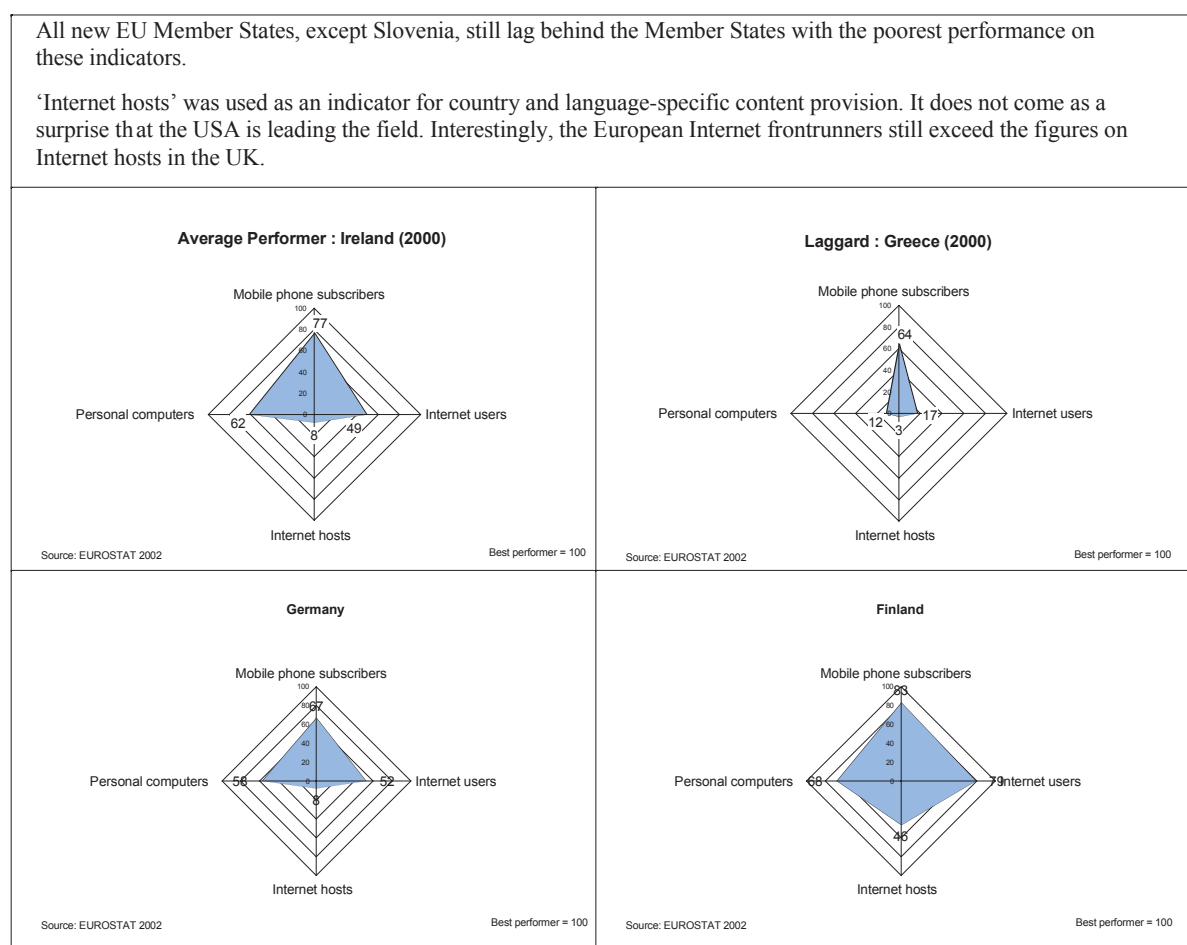 All new EU Member States, except Slovenia, still lag behind the Member States with the poorest performance on
these indicators.
‘Internet hosts’ was used as an indicator for country and language-specific content provision. It does not come as a
surprise that the USA is leading the field. Interestingly, the European Internet frontrunners still exceed the figures on
Internet hosts in the UK.
Average Performer : Ireland (2000)
Mobile phone subscribers
100
77
80
60
40
20
0
Personal computers
Internet users
62
8
49
Internet hosts
Source: EUROSTAT 2002
Best performer = 100
Laggard : Greece (2000)
Mobile phone subscribers
100
80
64
60
40
20
0
Personal computers
Internet users
12
3
17
Internet hosts
Source: EUROSTAT 2002
Best performer = 100
Germany
Mobile phone subscribers
100
80
67
60
40
20
0
Personal computers
58
52
Internet users
8
Internet hosts
Source: EUROSTAT 2002
Best performer = 100
Finland
Mobile phone subscribers
100
83
80
60
40
20
0
Personal computers
68
79
Internet users
46
Internet hosts
Source: EUROSTAT 2002
Best performer = 100